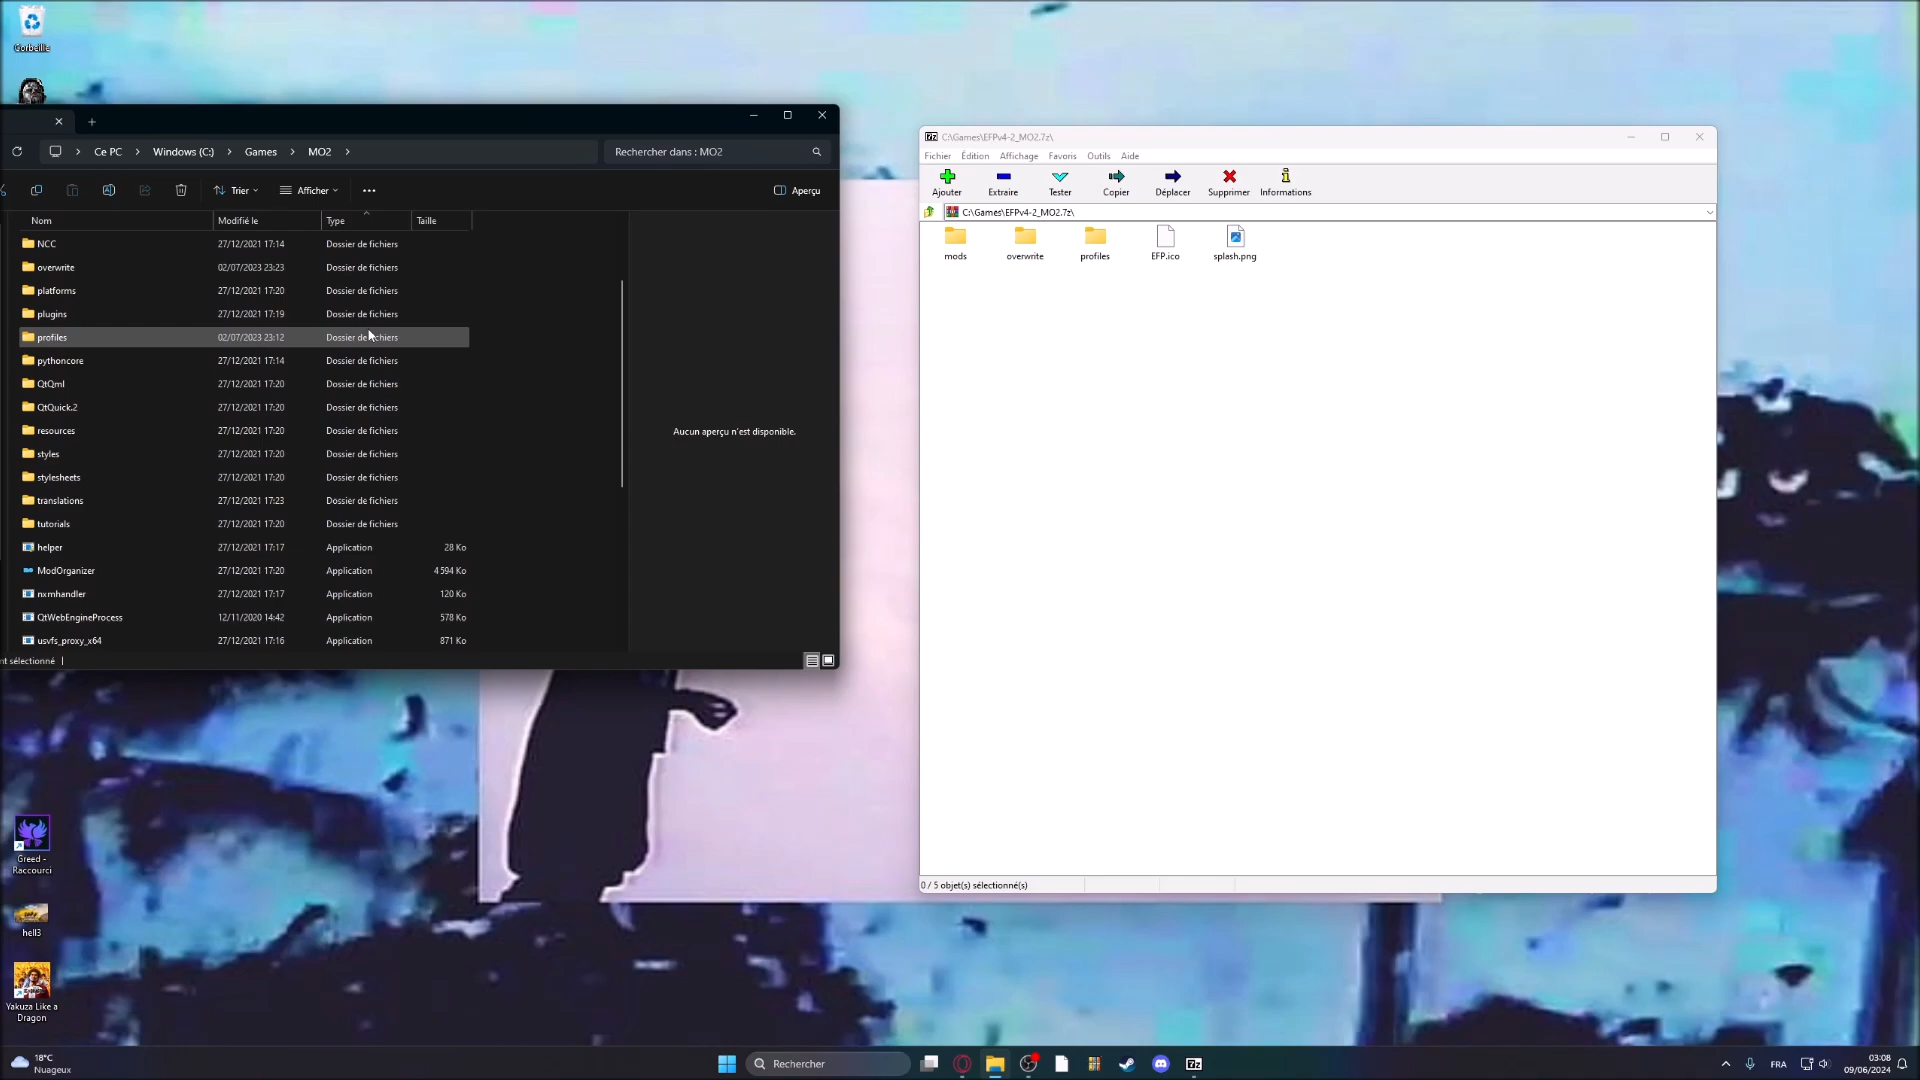 Corbeille
Ce PC
Windows (C:)
Games
MO2
Rechercher dans : MO2
Trier
Afficher
Aperçu
Nom
Modifié le
Type
Taille
NCC 27/12/2021 17:14 Dossier de fichiers
overwrite 02/07/2023 23:23 Dossier de fichiers
platforms 27/12/2021 17:20 Dossier de fichiers
plugins 27/12/2021 17:19 Dossier de fichiers
profiles 02/07/2023 23:12 Dossier de fichiers
pythoncore 27/12/2021 17:14 Dossier de fichiers
QtQml 27/12/2021 17:20 Dossier de fichiers
QtQuick.2 27/12/2021 17:20 Dossier de fichiers
resources 27/12/2021 17:20 Dossier de fichiers
styles 27/12/2021 17:20 Dossier de fichiers
stylesheets 27/12/2021 17:20 Dossier de fichiers
translations 27/12/2021 17:23 Dossier de fichiers
tutorials 27/12/2021 17:20 Dossier de fichiers
helper 27/12/2021 17:17 Application 28 Ko
ModOrganizer 27/12/2021 17:20 Application 4 594 Ko
nxmhandler 27/12/2021 17:17 Application 120 Ko
QtWebEngineProcess 12/11/2020 14:42 Application 578 Ko
usvfs_proxy_x64 27/12/2021 17:16 Application 871 Ko
Aucun aperçu n'est disponible.
nt sélectionné
7z C:\Games\EFPv4-2_MO2.7z\
Fichier Édition Affichage Favoris Outils Aide
Ajouter Extraire Tester Copier Déplacer Supprimer Informations
C:\Games\EFPv4-2_MO2.7z\
mods overwrite profiles EFP.ico splash.png
0 / 5 objet(s) sélectionné(s)
Greed -
Raccourci
hell3
Yakuza Like a
Dragon
18°C
Nuageux
Rechercher
7z
FRA
03:08
09/06/2024